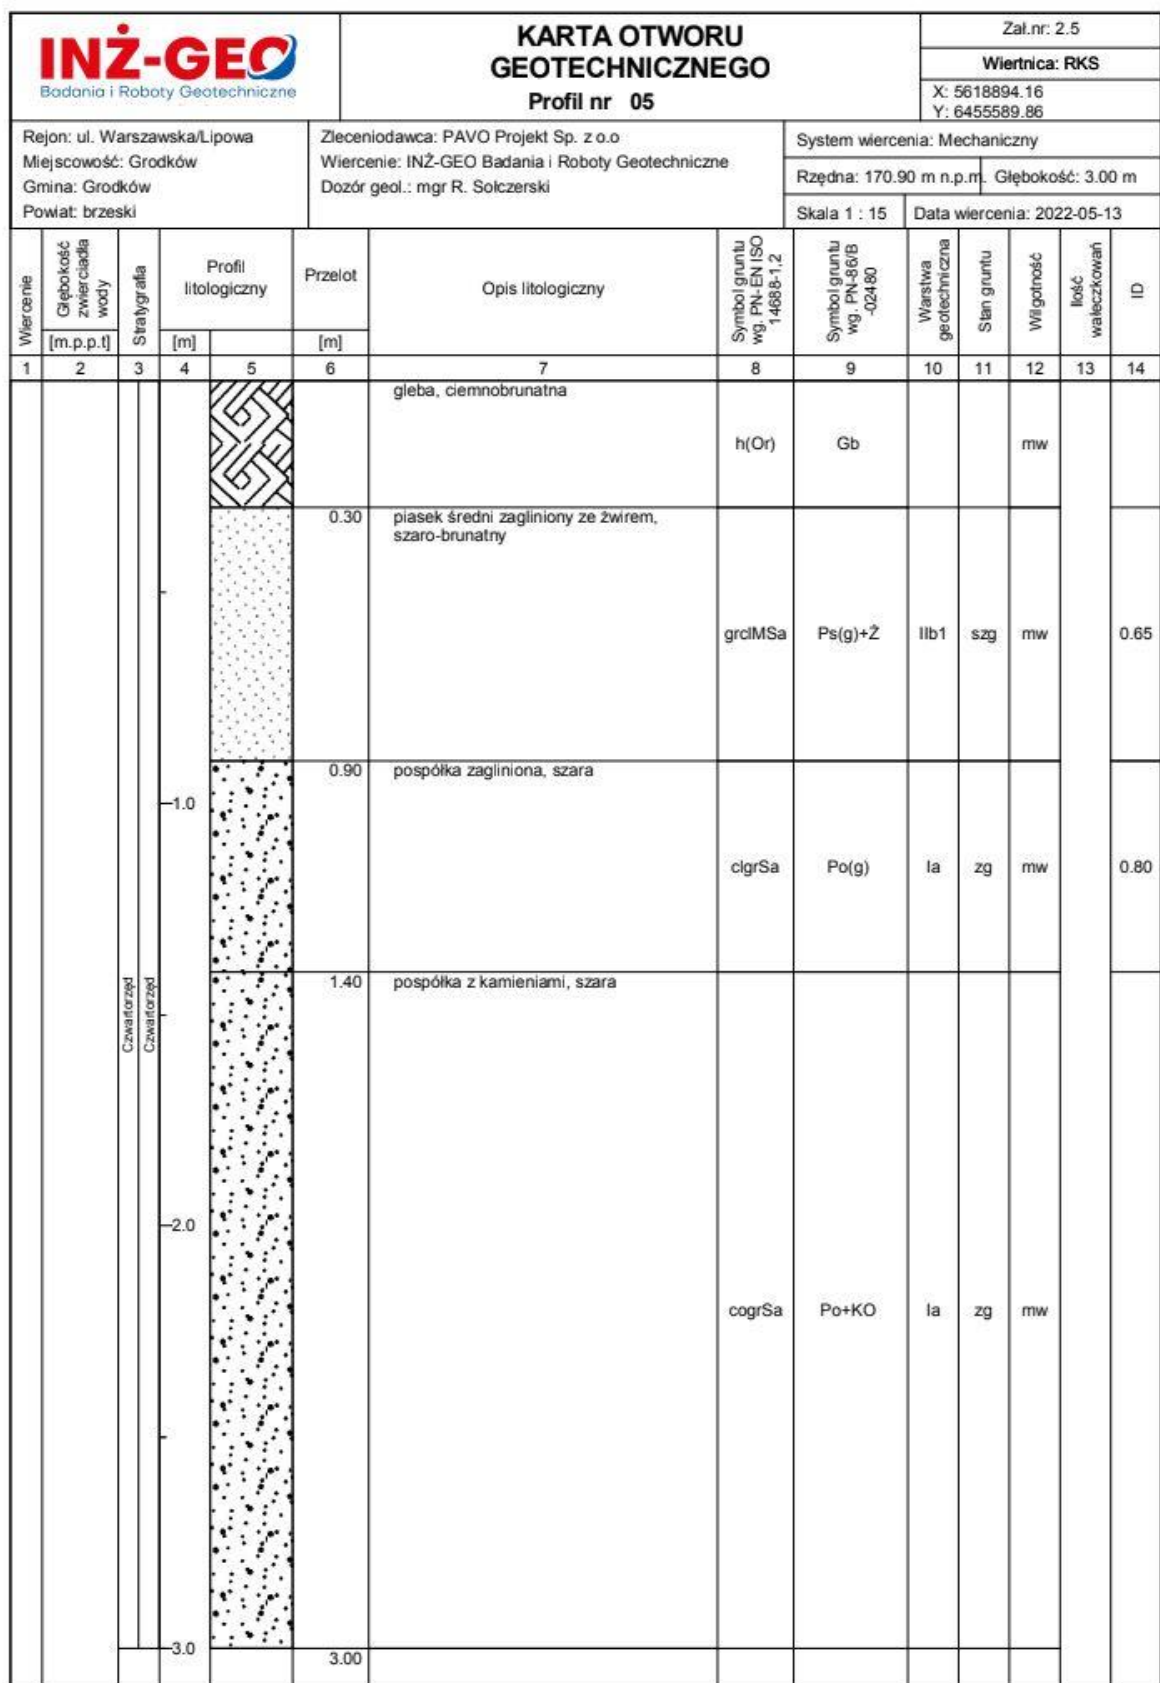 INŻ-GEO
Badania i Roboty Geotechniczne
KARTA OTWORU
GEOTECHNICZNEGO
Profil nr 05
Zał.nr: 2.5
Wiertnica: RKS
X: 5618894.16
Y: 6455589.86
Rejon: ul. Warszawska/Lipowa
Miejscowość: Grodków
Gmina: Grodków
Powiat: brzeski
Zleceniodawca: PAVO Projekt Sp. z o.o
Wiercenie: INŻ-GEO Badania i Roboty Geotechniczne
Dozór geol.: mgr R. Sołczerski
System wiercenia: Mechaniczny
Rzędna: 170.90 m n.p.m. Głębokość: 3.00 m
Skala 1 : 15 Data wiercenia: 2022-05-13
Wiercenie
Głębokość
zwierciadła
wody
[m.p.p.t]
Stratygrafia
Profil
litologiczny
[m]
Przelot
[m]
Opis litologiczny
Symbol gruntu
wg. PN-EN ISO
14688-1,2
Symbol gruntu
wg. PN-86/B
-02480
Warstwa
geotechniczna
Stan gruntu
Wilgotność
Ilość
wałeczkowań
ID
1 2 3 4 5 6 7 8 9 10 11 12 13 14
gleba, ciemnobrunatna
h(Or) Gb mw
0.30 piasek średni zagliniony ze żwirem,
szaro-brunatny
grclMSa Ps(g)+Ż IIb1 szg mw 0.65
0.90 pospółka zagliniona, szara
1.0
clgrSa Po(g) Ia zg mw 0.80
1.40 pospółka z kamieniami, szara
Czwartorzęd
Czwartorzęd
2.0
cogrSa Po+KO Ia zg mw
3.0
3.00